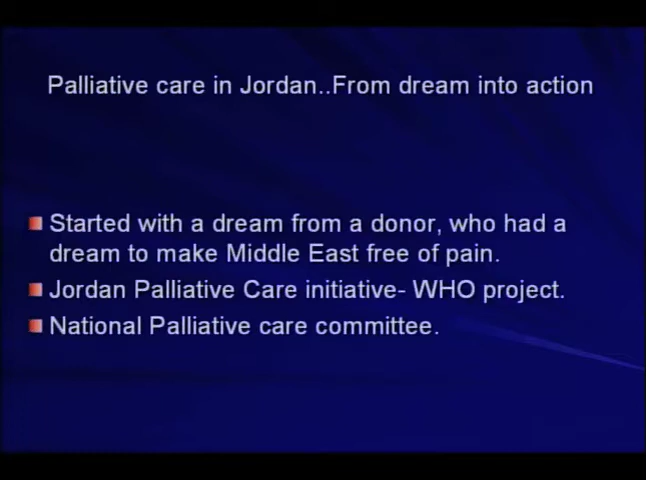 Palliative care in Jordan..From dream into action
Started with a dream from a donor, who had a
dream to make Middle East free of pain.
Jordan Palliative Care initiative- WHO project.
National Palliative care committee.